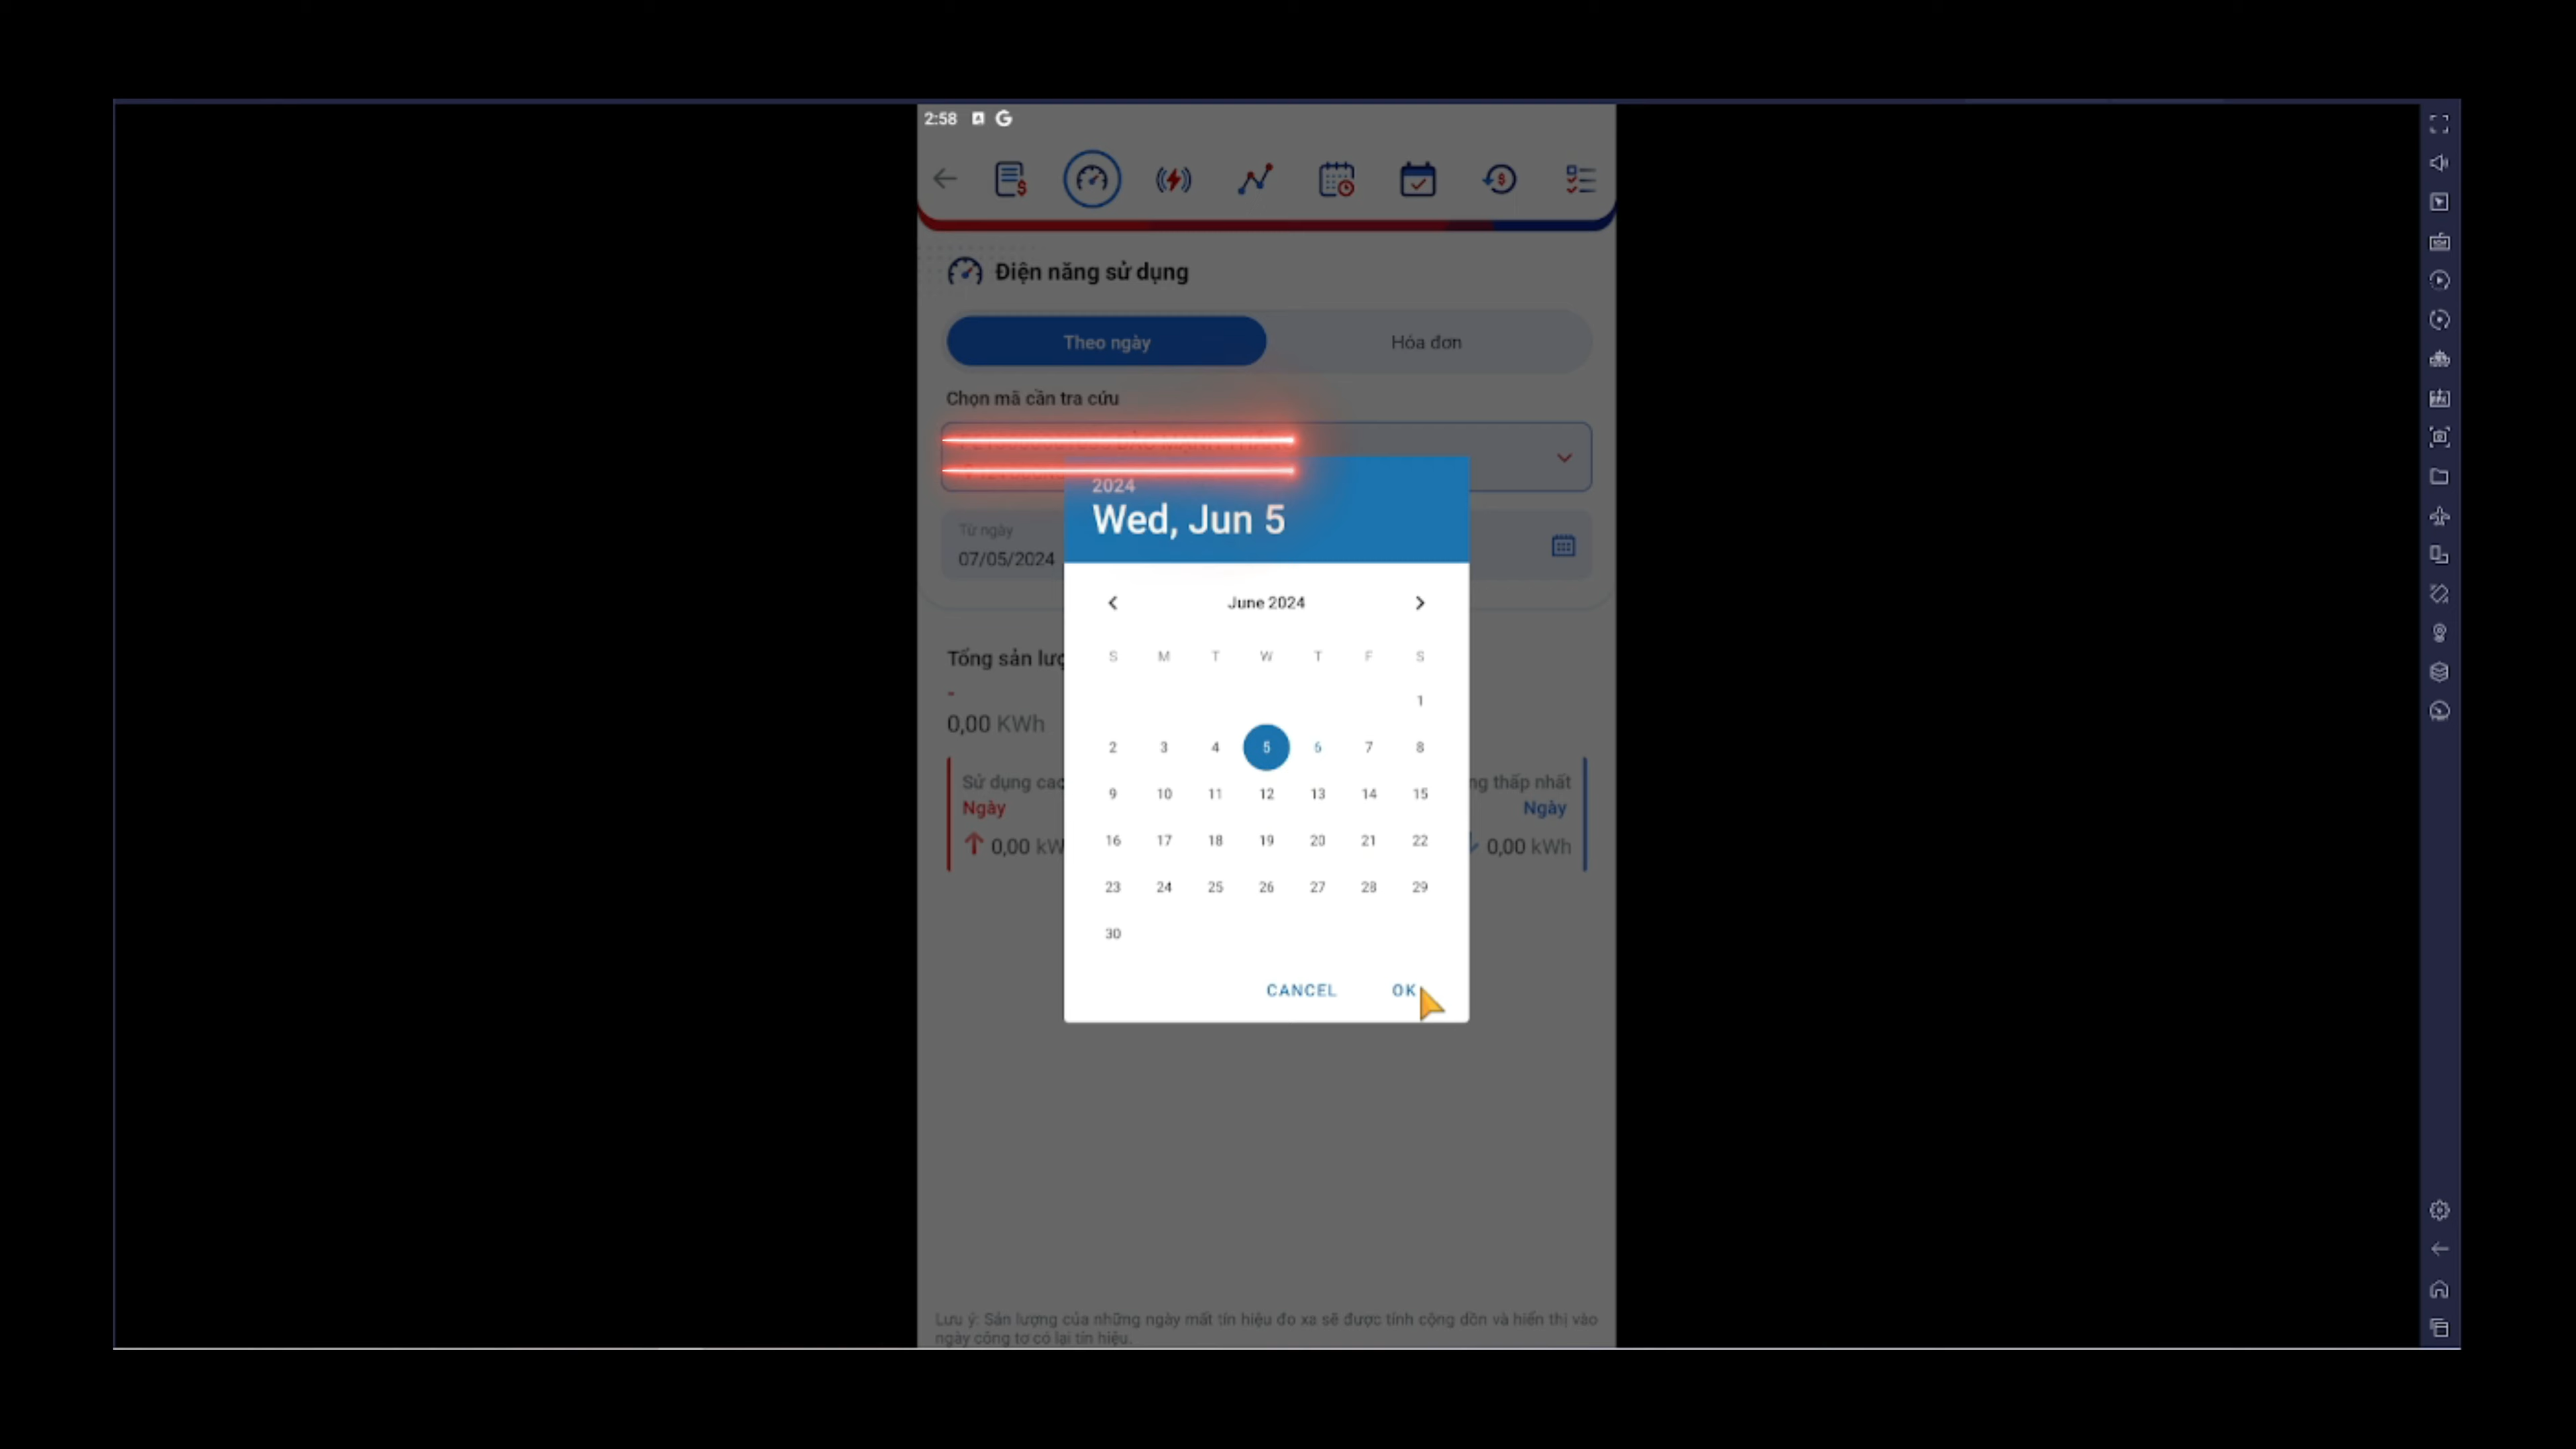 2:58
Điện năng sử dụng
Theo ngày
Hóa đơn
Chọn mã cần tra cứu
2024
Wed, Jun 5
Từ ngày
07/05/2024
June 2024
S M T W T F S
1
2 3 4 5 6 7 8
9 10 11 12 13 14 15
16 17 18 19 20 21 22
23 24 25 26 27 28 29
30
CANCEL OK
Tổng sản
0,00 KWh
Sử dụng
Ngày
0,00
thấp nhất
Ngày
0,00 kWh
Lưu ý: Sản lượng của những ngày mất tín hiệu đo xa sẽ được tính cộng dồn và hiển thị vào
ngày công tơ có lại tín hiệu.